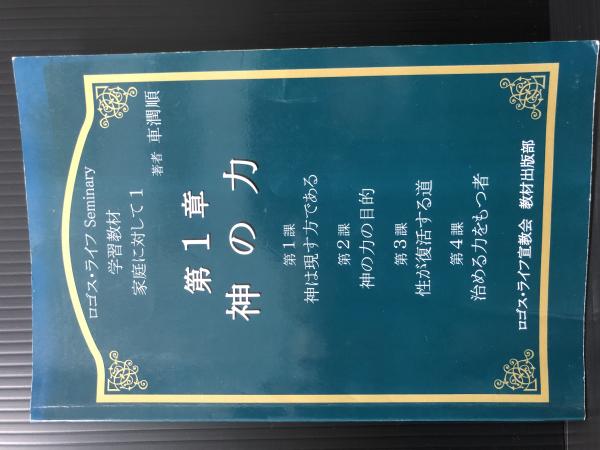 ロゴス・ライフ Seminary
学習教材
家庭に対して 1
著者 車潤順
第1章
神の力
第1課
神は現す方である
第2課
神の力の目的
第3課
性が復活する道
第4課
治める力をもつ者
ロゴス・ライフ宣教会 教材出版部